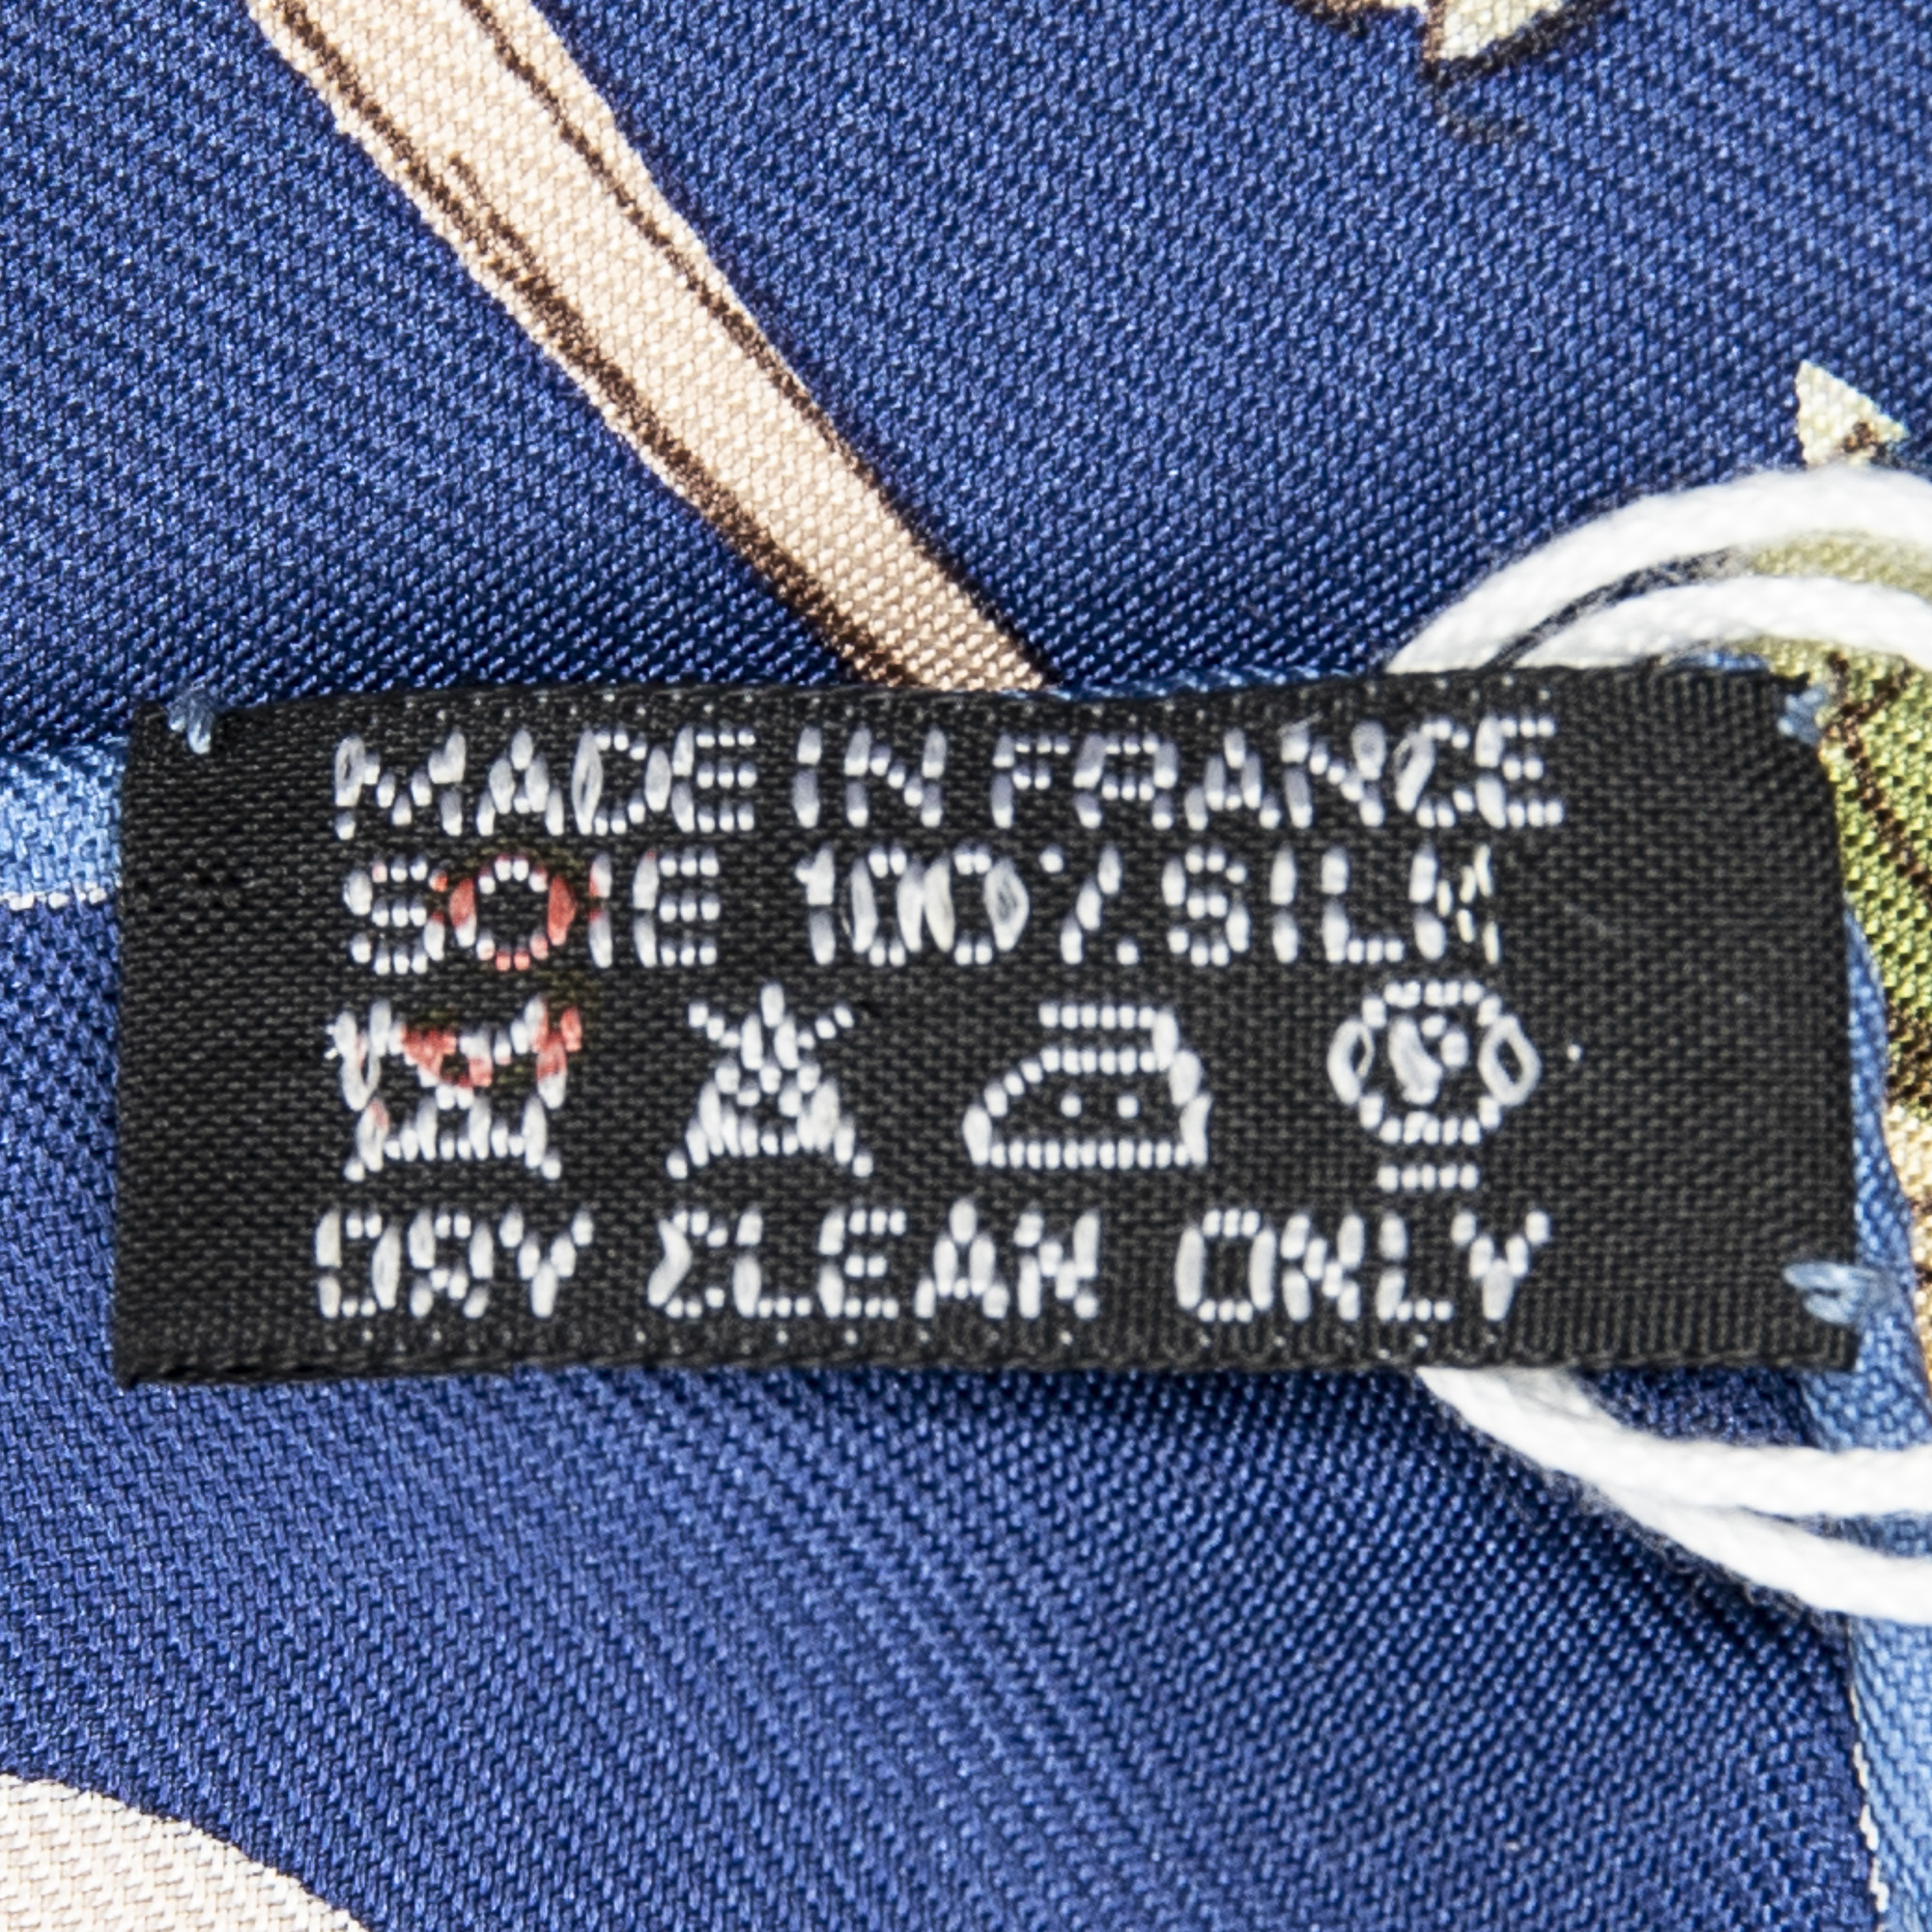 MADE IN FRANCE
SOIE 100% SILK
P
DRY CLEAN ONLY